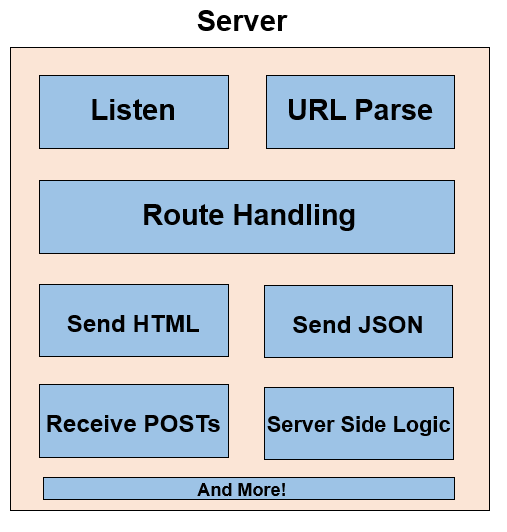 Server
Listen
URL Parse
Route Handling
Send HTML
Send JSON
Receive POSTs
Server Side Logic
And More!